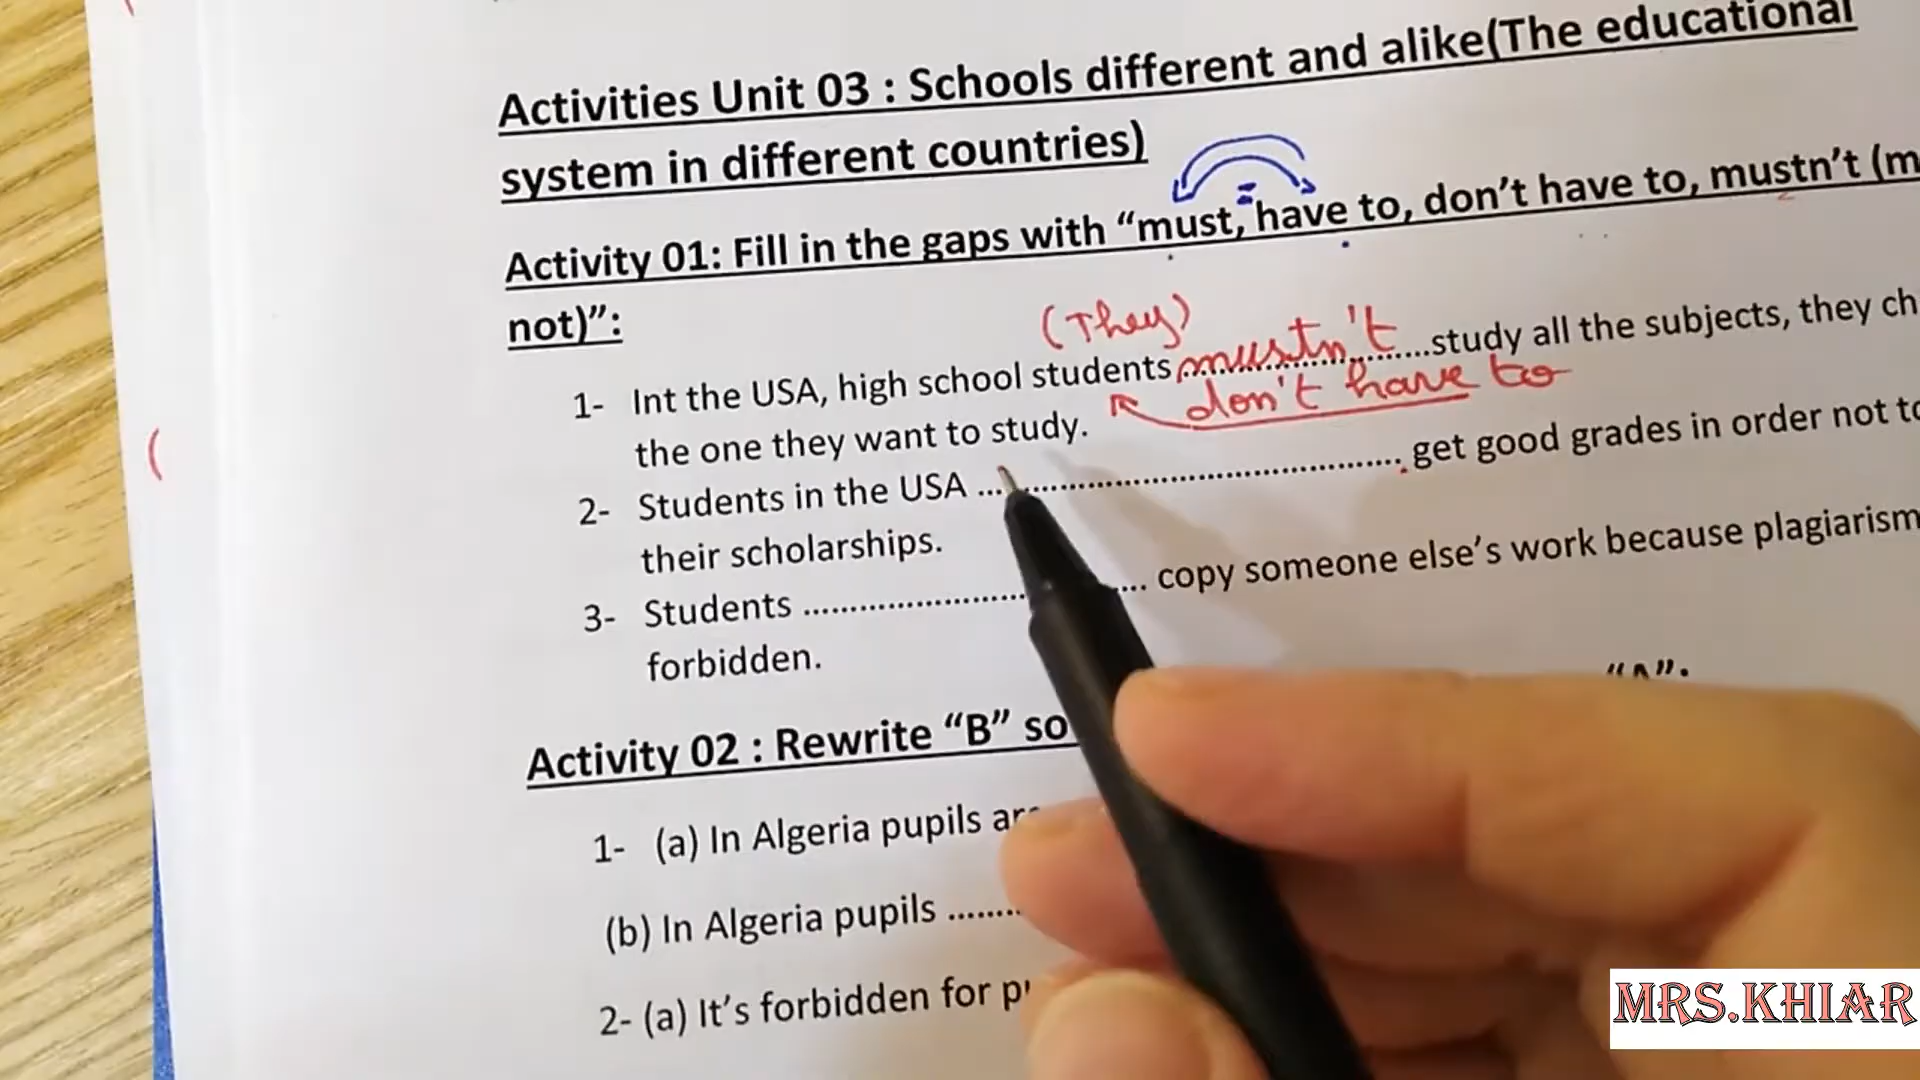 Activities Unit 03 : Schools different and alike(The educational
system in different countries)
Activity 01: Fill in the gaps with “must, have to, don’t have to, mustn’t (m
not)”:
(They)
1- Int the USA, high school students mustn't ..........study all the subjects, they ch
don't have to
the one they want to study.
2- Students in the USA ............................................. get good grades in order not to
their scholarships.
3- Students ..................................... copy someone else’s work because plagiarism
forbidden.
Activity 02 : Rewrite “B” so
1- (a) In Algeria pupils are
(b) In Algeria pupils ........
2- (a) It’s forbidden for pu
MRS.KHIAR